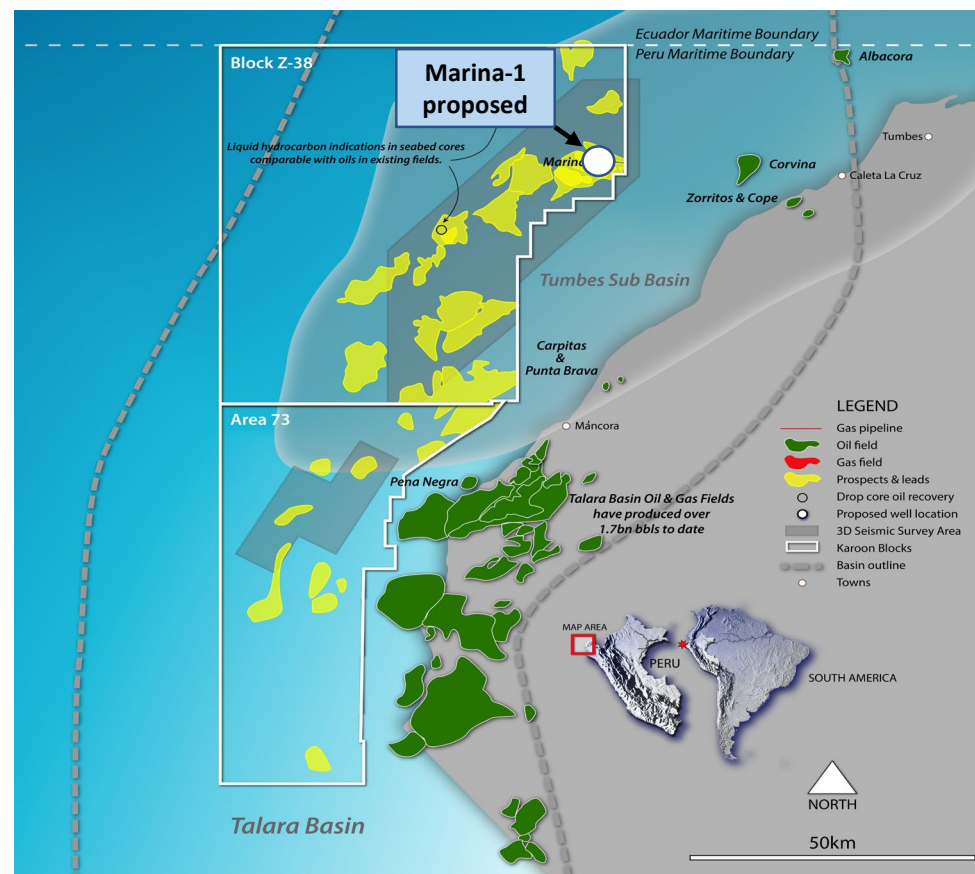 Ecuador Maritime Boundary
Peru Maritime Boundary
Block Z-38
Marina-1
proposed
Albacora
Liquid hydrocarbon indications in seabed cores
comparable with oils in existing fields.
Tumbes
Corvina
Caleta La Cruz
Zorritos & Cope
Tumbes Sub Basin
Carpitas
&
Punta Brava
Area 73
Máncora
Pena Negra
Talara Basin Oil & Gas Fields
have produced over
1.7bn bbls to date
LEGEND
Gas pipeline
Oil field
Gas field
Prospects & leads
Drop core oil recovery
Proposed well location
3D Seismic Survey Area
Karoon Blocks
Basin outline
Towns
MAP AREA
PERU
SOUTH AMERICA
NORTH
50km
Talara Basin